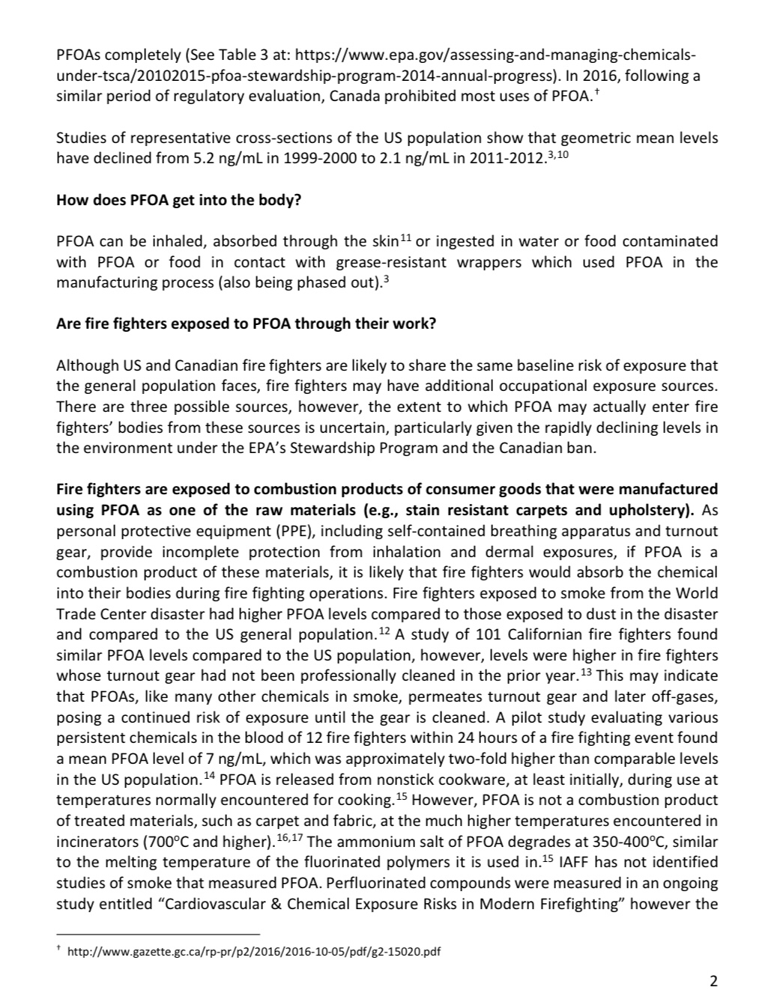 PFOAs completely (See Table 3 at: https://www.epa.gov/assessing-and-managing-chemicals-
under-tsca/20102015-pfoa-stewardship-program-2014-annual-progress). In 2016, following a
similar period of regulatory evaluation, Canada prohibited most uses of PFOA.†
Studies of representative cross-sections of the US population show that geometric mean levels
have declined from 5.2 ng/mL in 1999-2000 to 2.1 ng/mL in 2011-2012.3,10
How does PFOA get into the body?
PFOA can be inhaled, absorbed through the skin11 or ingested in water or food contaminated
with PFOA or food in contact with grease-resistant wrappers which used PFOA in the
manufacturing process (also being phased out).3
Are fire fighters exposed to PFOA through their work?
Although US and Canadian fire fighters are likely to share the same baseline risk of exposure that
the general population faces, fire fighters may have additional occupational exposure sources.
There are three possible sources, however, the extent to which PFOA may actually enter fire
fighters’ bodies from these sources is uncertain, particularly given the rapidly declining levels in
the environment under the EPA’s Stewardship Program and the Canadian ban.
Fire fighters are exposed to combustion products of consumer goods that were manufactured
using PFOA as one of the raw materials (e.g., stain resistant carpets and upholstery). As
personal protective equipment (PPE), including self-contained breathing apparatus and turnout
gear, provide incomplete protection from inhalation and dermal exposures, if PFOA is a
combustion product of these materials, it is likely that fire fighters would absorb the chemical
into their bodies during fire fighting operations. Fire fighters exposed to smoke from the World
Trade Center disaster had higher PFOA levels compared to those exposed to dust in the disaster
and compared to the US general population.12 A study of 101 Californian fire fighters found
similar PFOA levels compared to the US population, however, levels were higher in fire fighters
whose turnout gear had not been professionally cleaned in the prior year.13 This may indicate
that PFOAs, like many other chemicals in smoke, permeates turnout gear and later off-gases,
posing a continued risk of exposure until the gear is cleaned. A pilot study evaluating various
persistent chemicals in the blood of 12 fire fighters within 24 hours of a fire fighting event found
a mean PFOA level of 7 ng/mL, which was approximately two-fold higher than comparable levels
in the US population.14 PFOA is released from nonstick cookware, at least initially, during use at
temperatures normally encountered for cooking.15 However, PFOA is not a combustion product
of treated materials, such as carpet and fabric, at the much higher temperatures encountered in
incinerators (700ºC and higher).16,17 The ammonium salt of PFOA degrades at 350-400ºC, similar
to the melting temperature of the fluorinated polymers it is used in.15 IAFF has not identified
studies of smoke that measured PFOA. Perfluorinated compounds were measured in an ongoing
study entitled “Cardiovascular & Chemical Exposure Risks in Modern Firefighting” however the
† http://www.gazette.gc.ca/rp-pr/p2/2016/2016-10-05/pdf/g2-15020.pdf
2